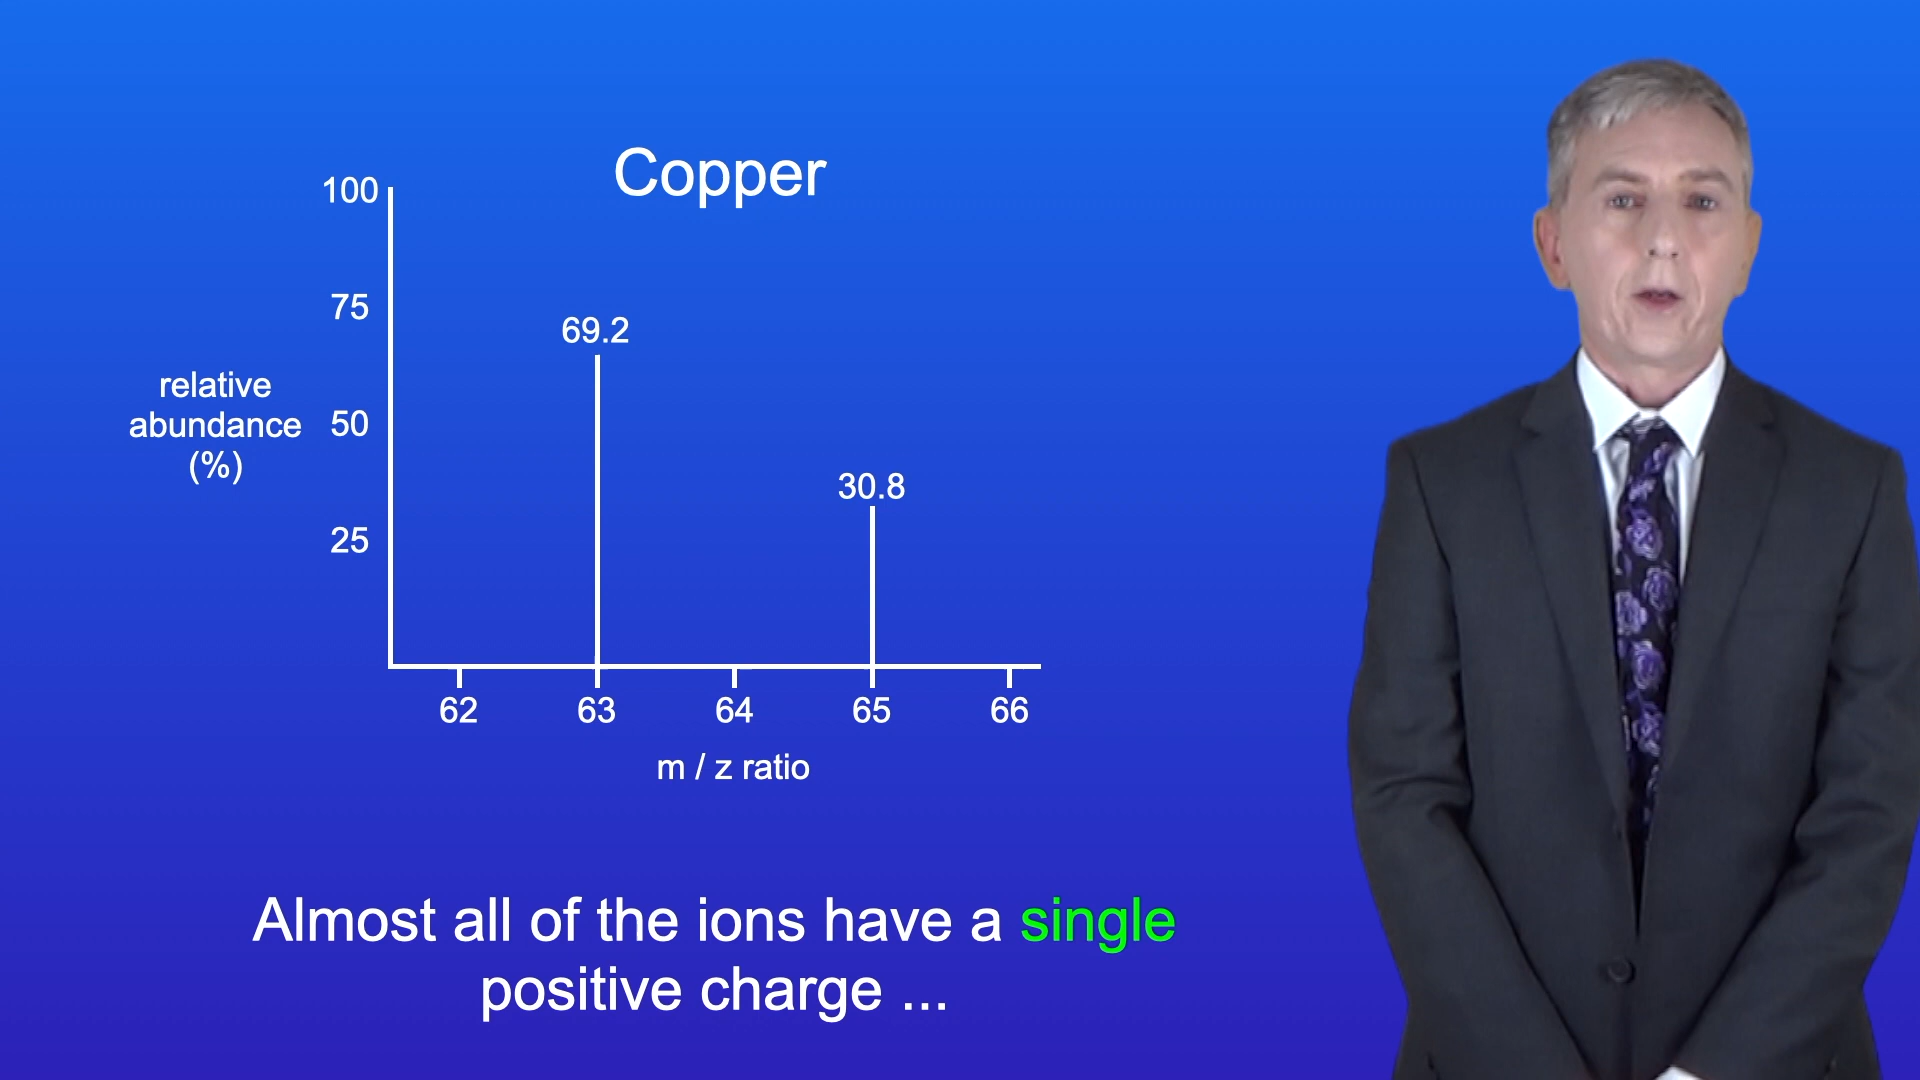 Copper
100
75
69.2
relative
abundance
(%)
50
30.8
25
62 63 64 65 66
m / z ratio
Almost all of the ions have a single
positive charge ...